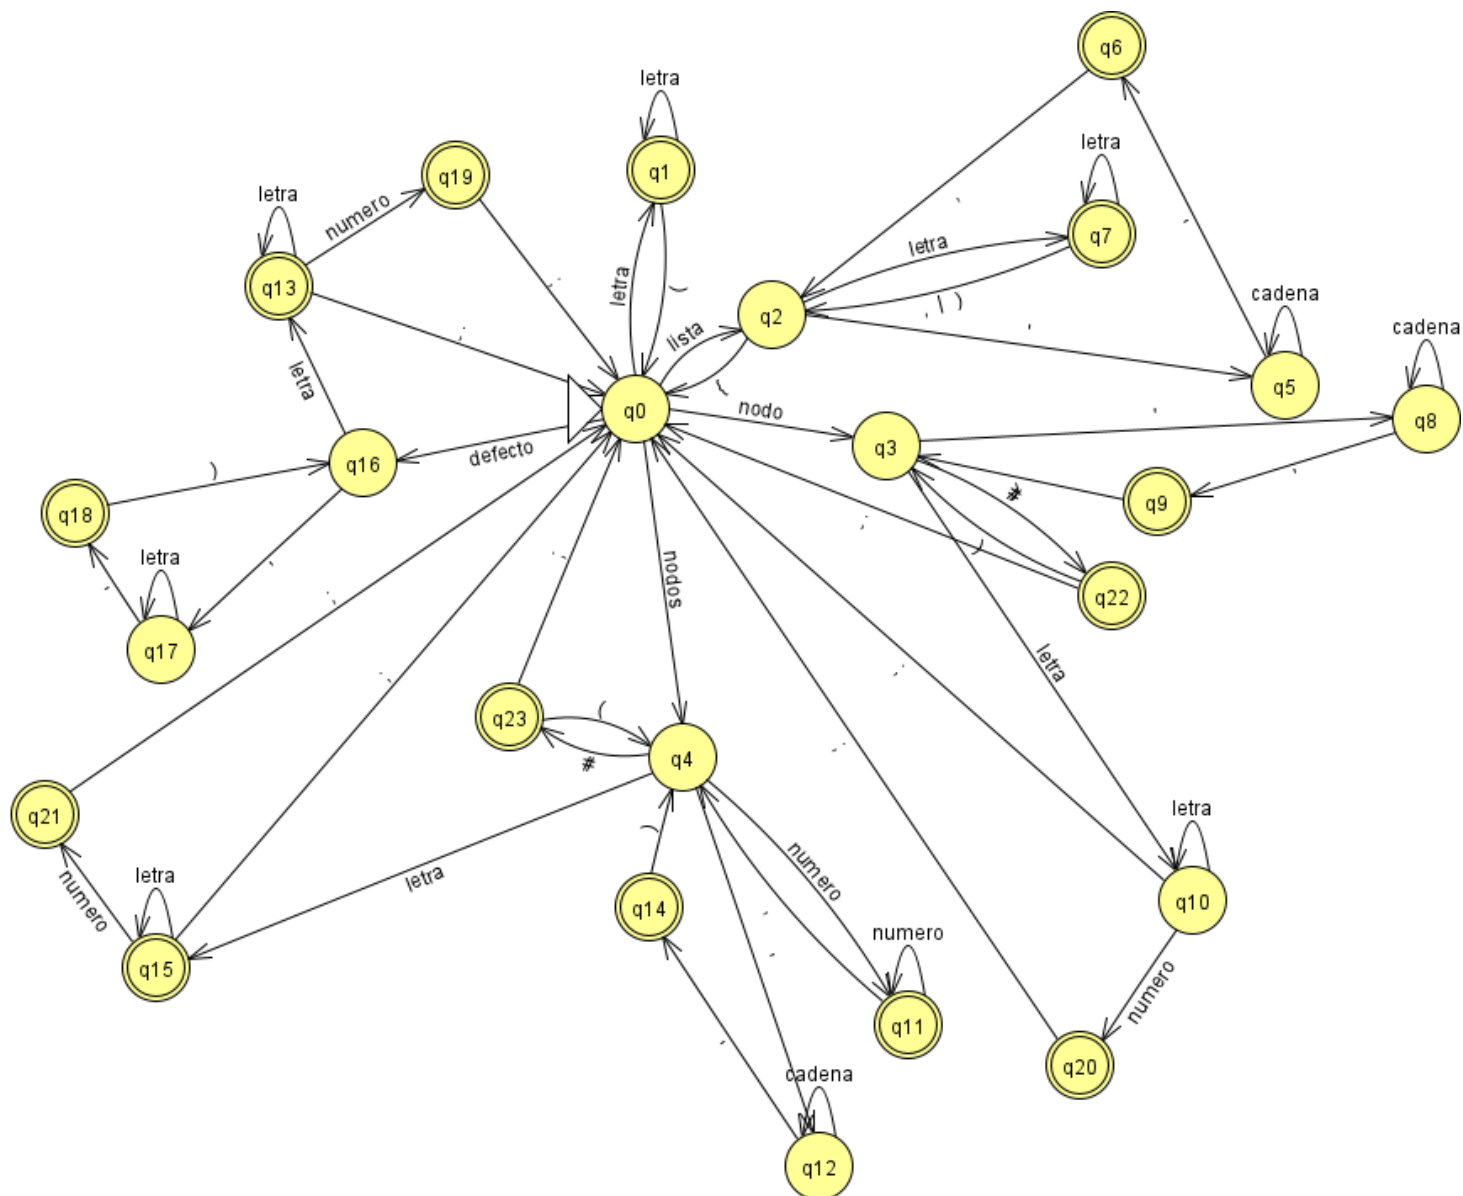 q6
letra
q1
letra
q7
q19
numero
letra
q13
;
;
letra
(
letra
, | )
,
,
q2
lista
(
,
cadena
q5
cadena
q8
letra
q0
nodo
,
q3
,
q9
#
defecto
q16
)
q18
letra
,
,
q17
;
)
q22
nodos
letra
;
;
;
;
;
q23
(
#
q4
letra
numero
q21
numero
letra
q15
)
q14
,
,
numero
q11
letra
q10
numero
q20
cadena
q12